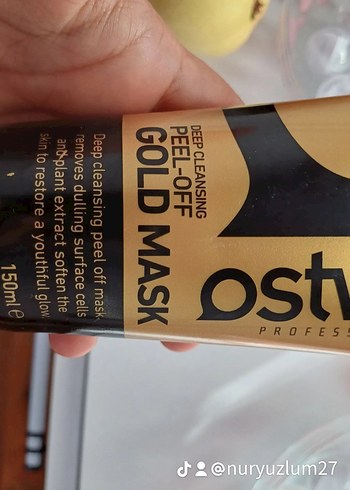 DEEP CLEANSING
PEEL-OFF
GOLD MASK
Deep cleansing peel off mask,
removes dulling surface cells
and plant extract soften the
skin to restore a youthful glow.
150ml e
ostw
PROFESS
@nuryuzlum27